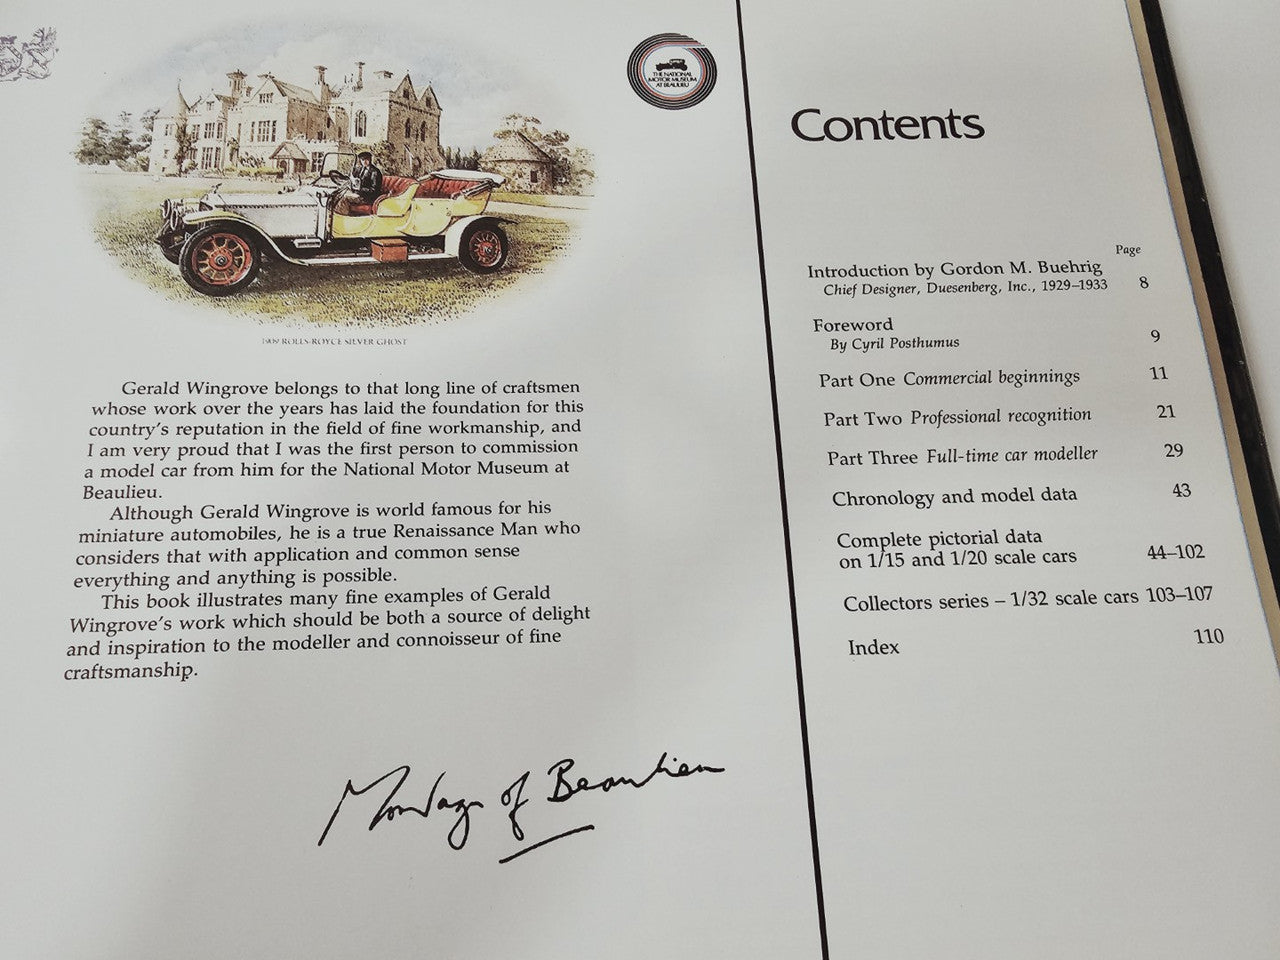 THE NATIONAL
MOTOR MUSEUM
AT BEAULIEU
1909 ROLLS-ROYCE SILVER GHOST
Gerald Wingrove belongs to that long line of craftsmen
whose work over the years has laid the foundation for this
country's reputation in the field of fine workmanship, and
I am very proud that I was the first person to commission
a model car from him for the National Motor Museum at
Beaulieu.
Although Gerald Wingrove is world famous for his
miniature automobiles, he is a true Renaissance Man who
considers that with application and common sense
everything and anything is possible.
This book illustrates many fine examples of Gerald
Wingrove's work which should be both a source of delight
and inspiration to the modeller and connoisseur of fine
craftsmanship.
Montagu of Beaulieu
Contents
Page
Introduction by Gordon M. Buehrig
Chief Designer, Duesenberg, Inc., 1929–1933 8
Foreword
By Cyril Posthumus 9
Part One Commercial beginnings 11
Part Two Professional recognition 21
Part Three Full-time car modeller 29
Chronology and model data 43
Complete pictorial data
on 1/15 and 1/20 scale cars 44–102
Collectors series – 1/32 scale cars 103–107
Index 110